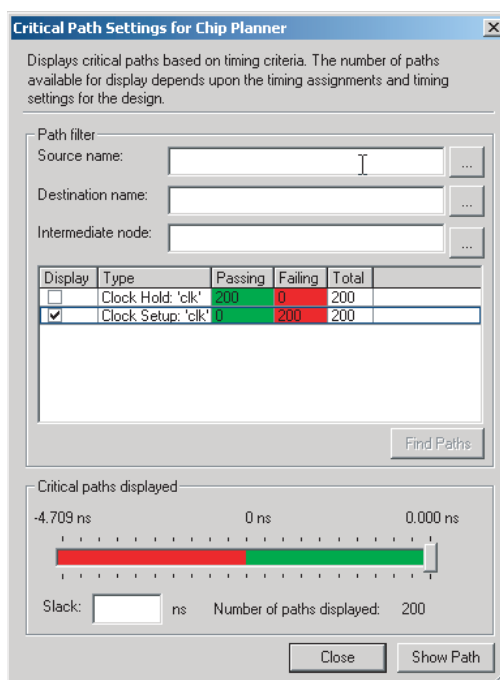 Critical Path Settings for Chip Planner
Displays critical paths based on timing criteria. The number of paths
available for display depends upon the timing assignments and timing
settings for the design.
Path filter
Source name:
...
Destination name:
...
Intermediate node:
...
Display Type Passing Failing Total
Clock Hold: 'clk' 200 0 200
Clock Setup: 'clk' 0 200 200
Find Paths
Critical paths displayed
-4.709 ns 0 ns 0.000 ns
Slack: ns Number of paths displayed: 200
Close Show Path